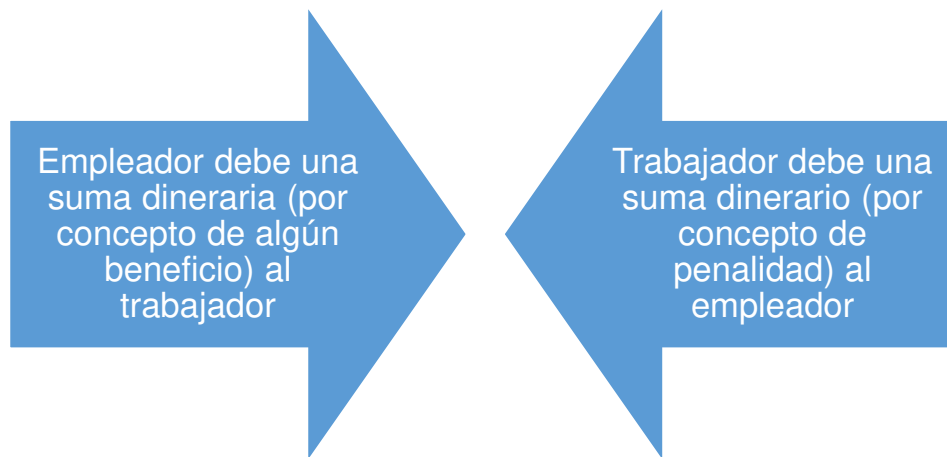 Empleador debe una
suma dineraria (por
concepto de algún
beneficio) al
trabajador
Trabajador debe una
suma dinerario (por
concepto de
penalidad) al
empleador